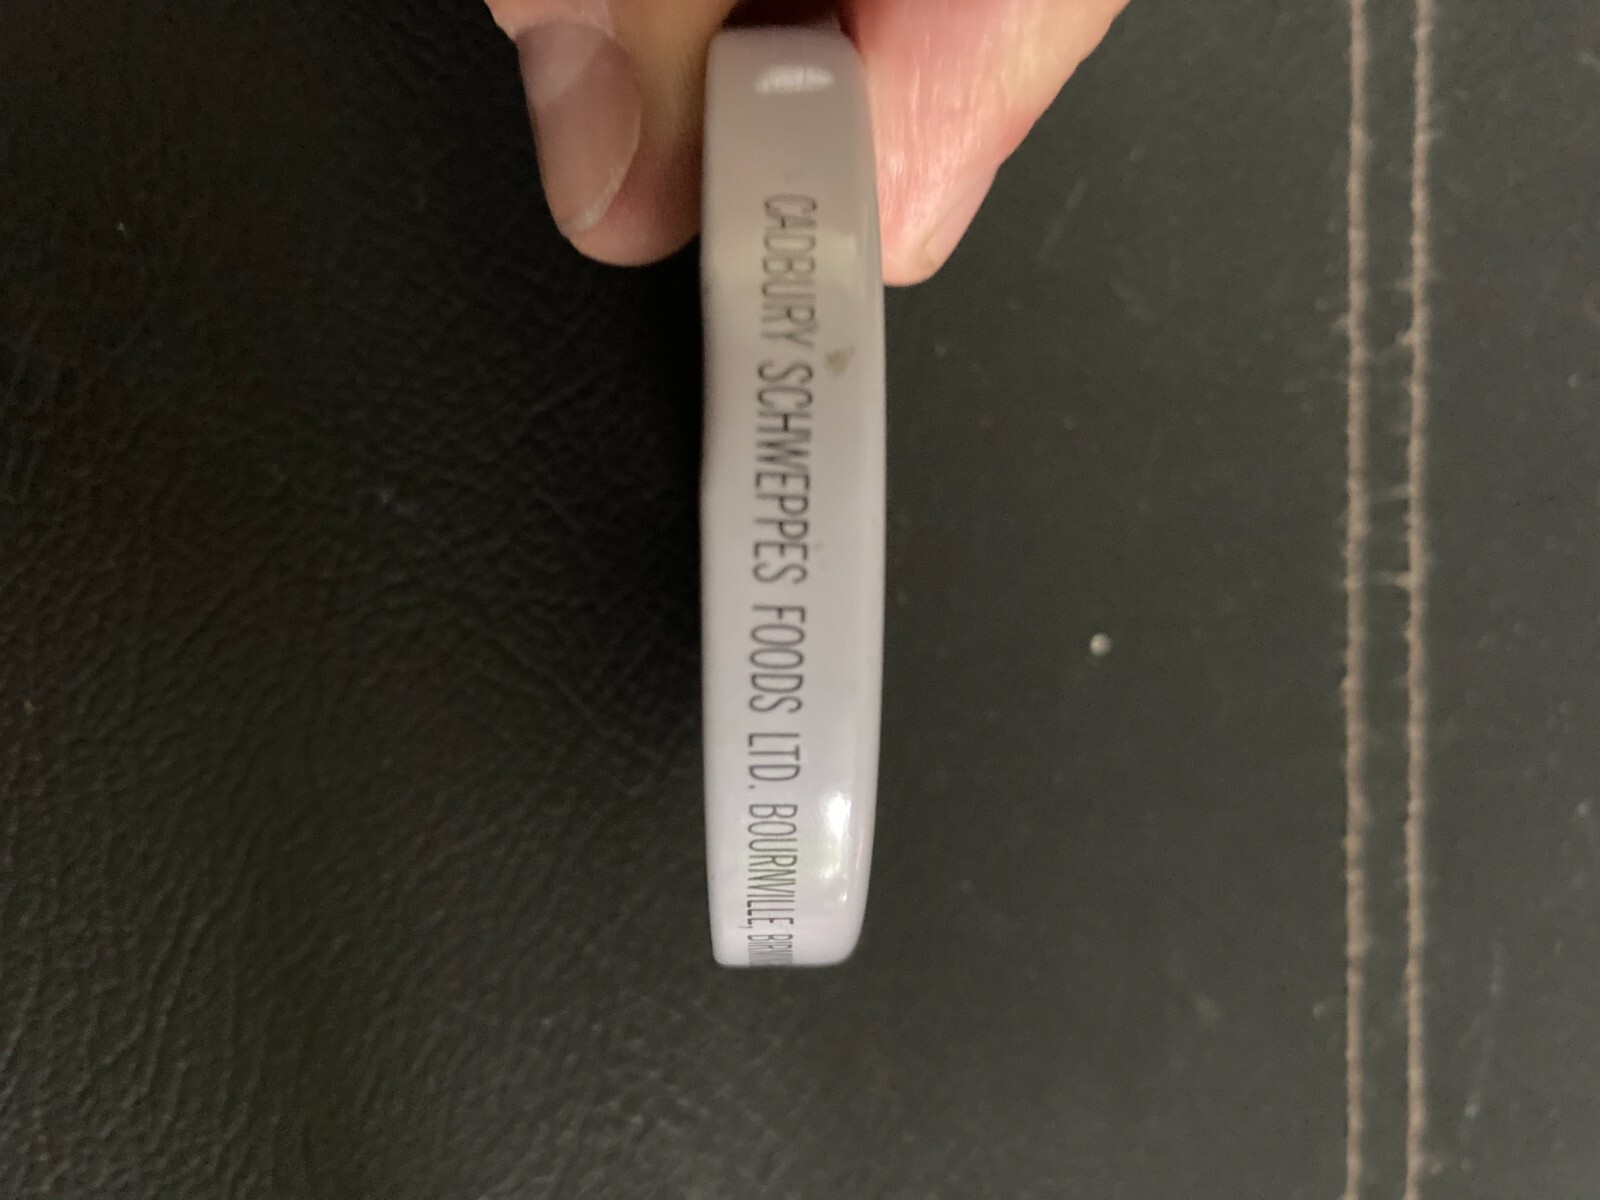 CADBURY SCHWEPPES FOODS LTD. BOURNVILLE,